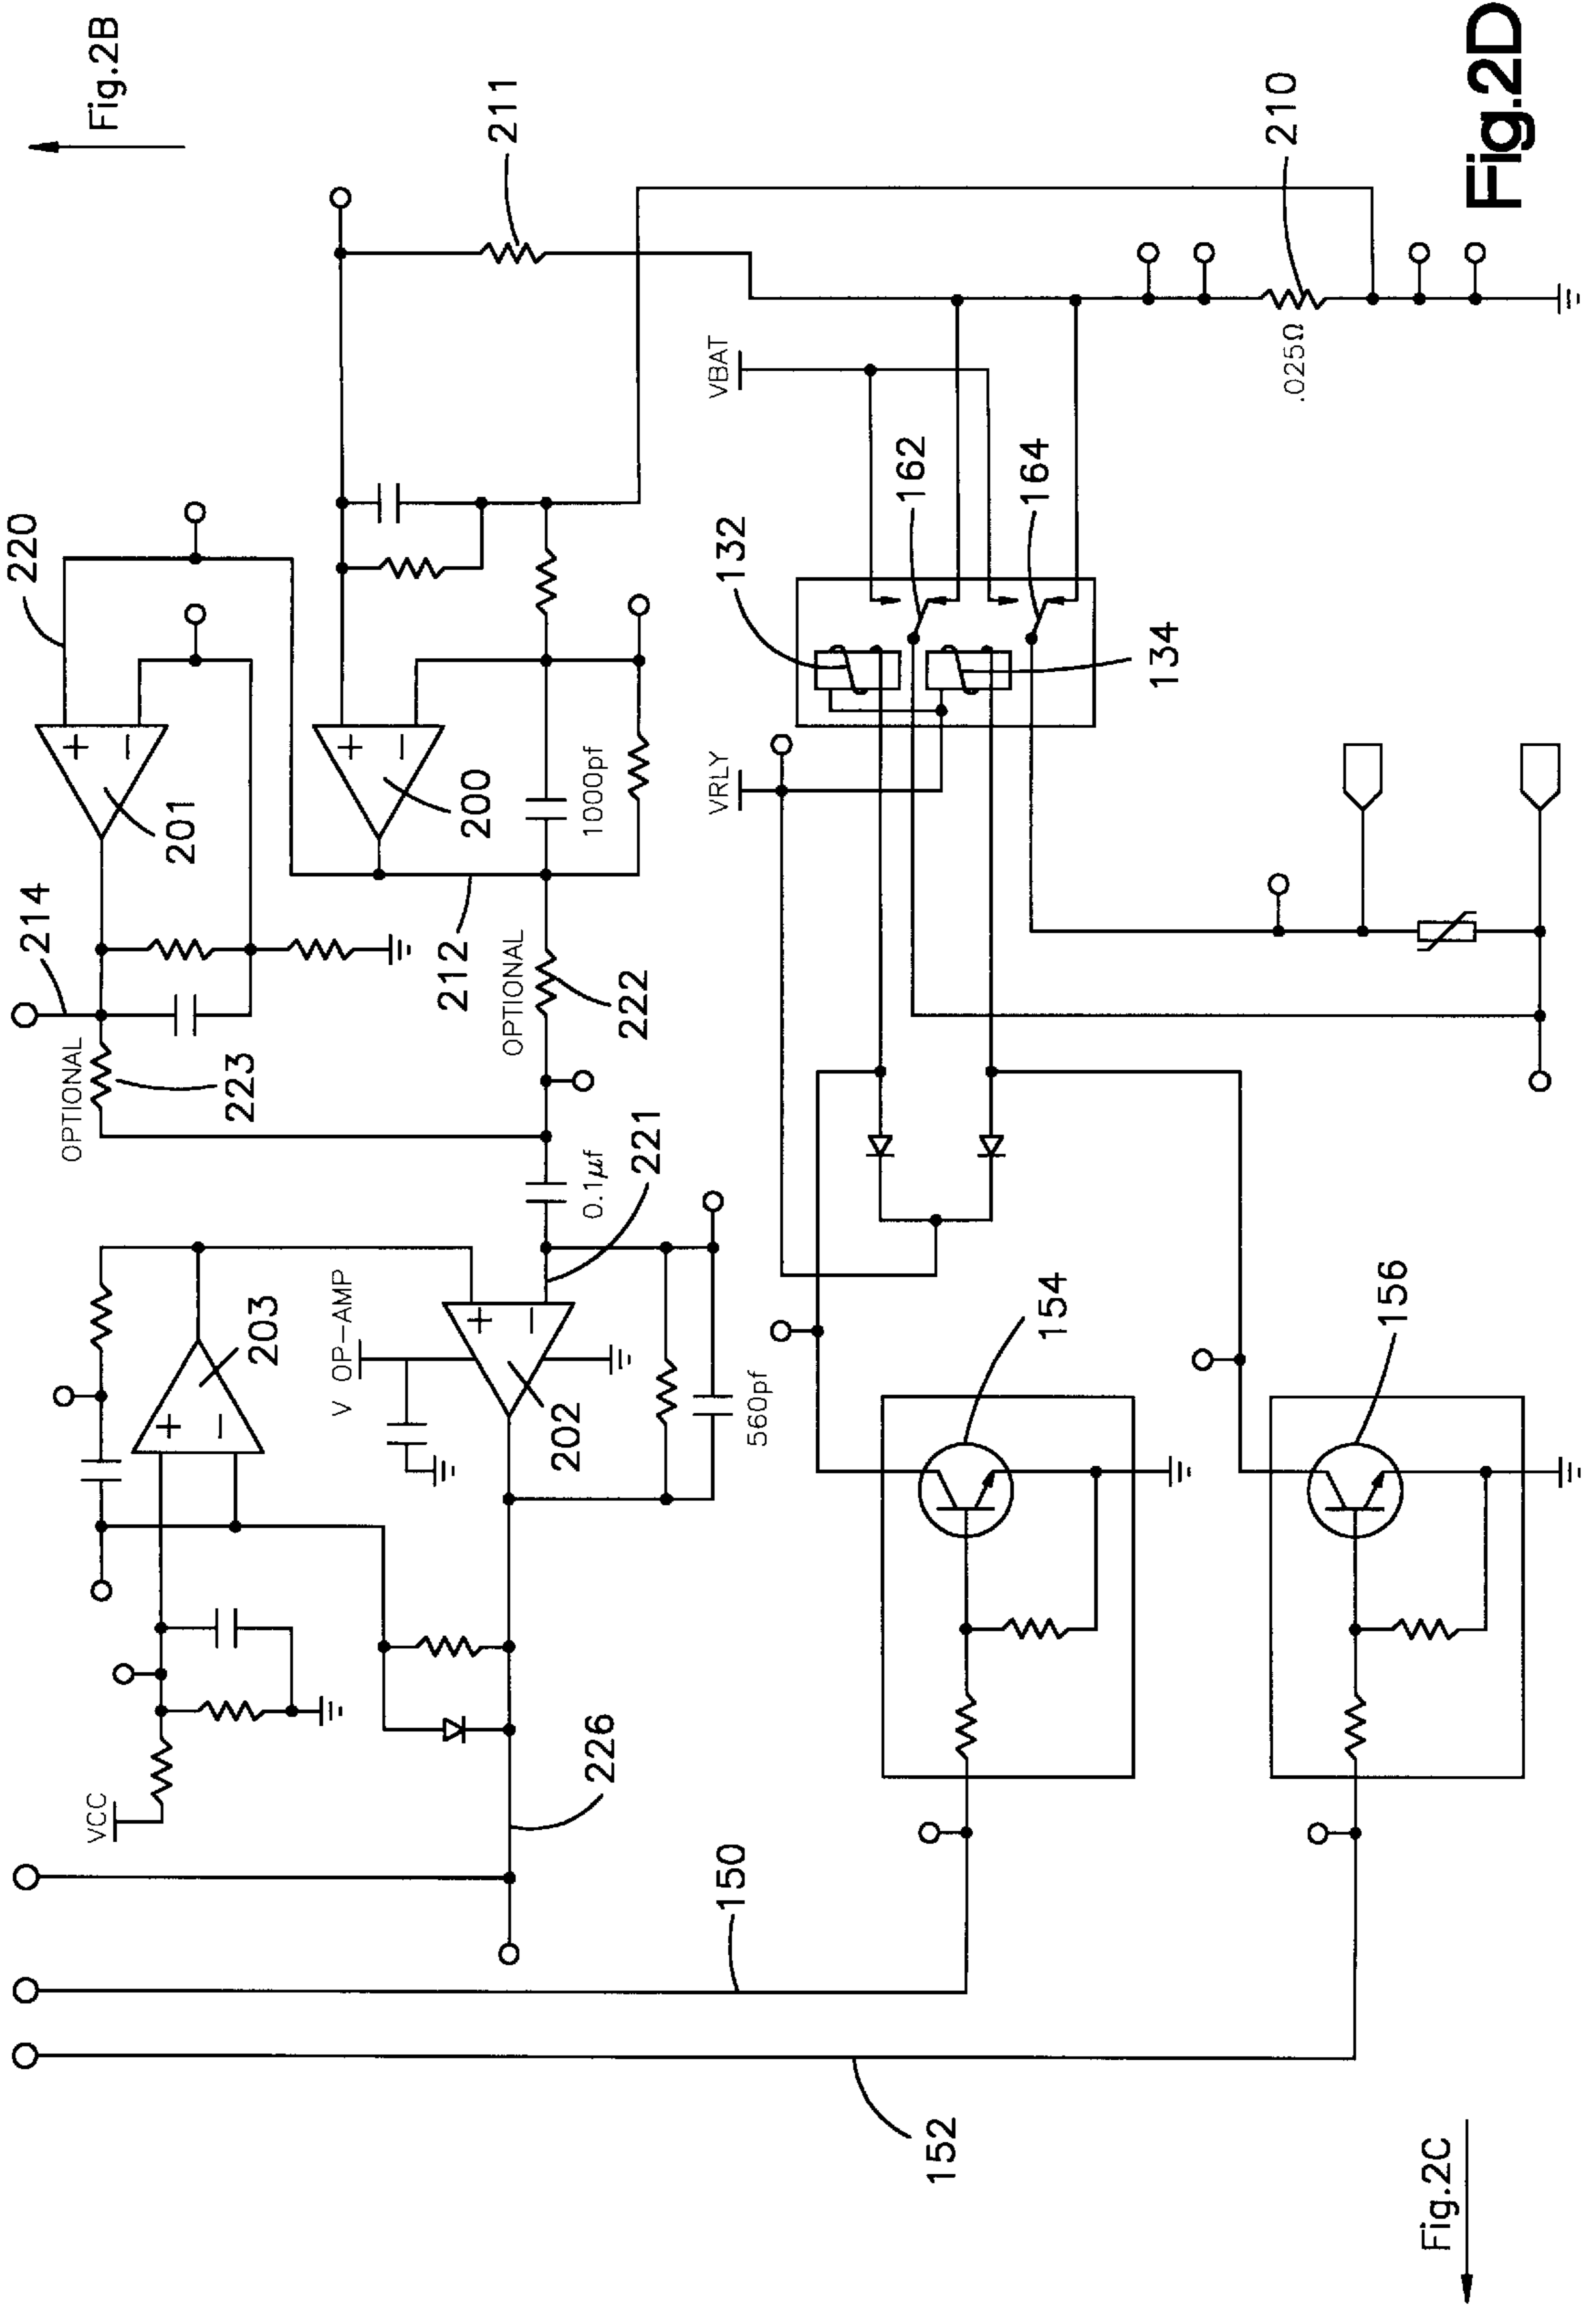 Fig.2B
220
201
214
OPTIONAL
223
+
−
+
−
200
1000pf
212
OPTIONAL
222
211
VCC
+
−
203
V OP-AMP
+
−
202
0.1µf
221
560pf
226
VBAT
162
164
132
134
VRLY
.025Ω
210
150
154
156
152
Fig.2C
Fig.2D